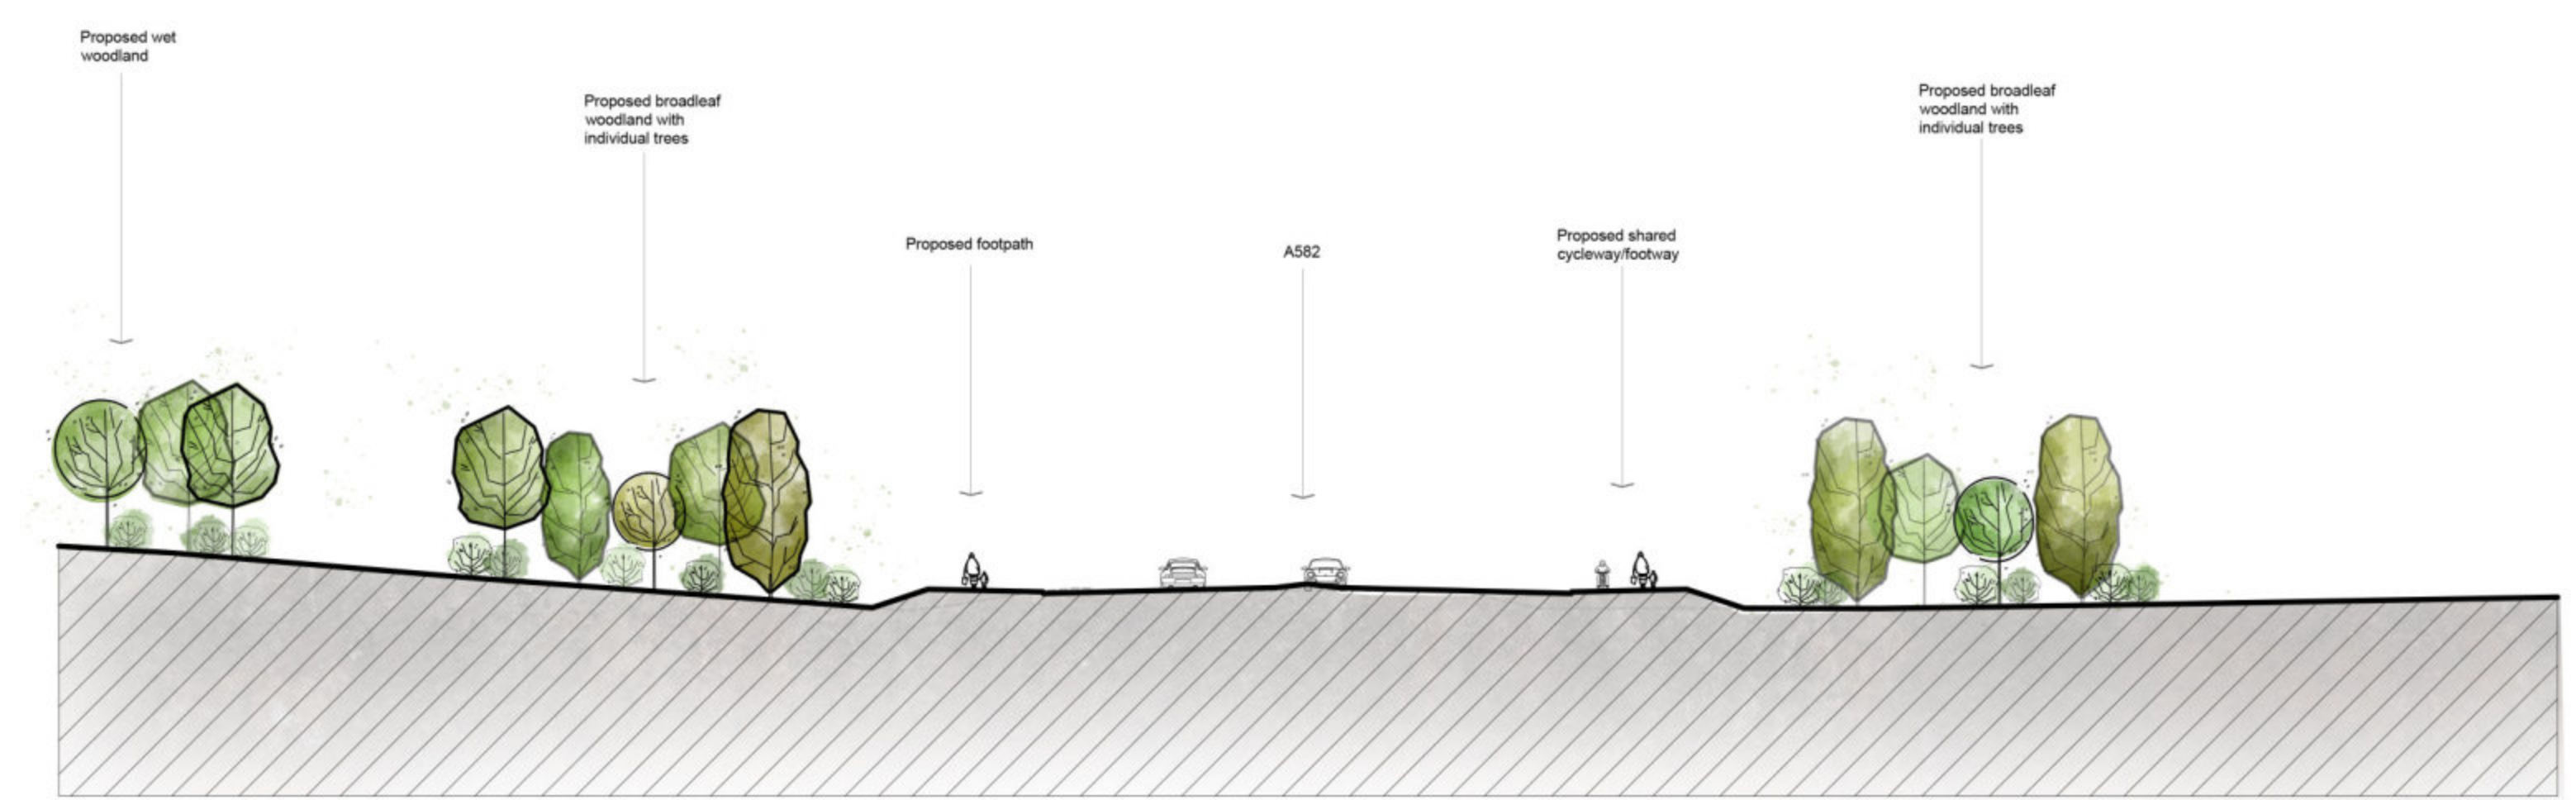 Proposed wet
woodland
Proposed broadleaf
woodland with
individual trees
Proposed footpath
A582
Proposed shared
cycleway/footway
Proposed broadleaf
woodland with
individual trees